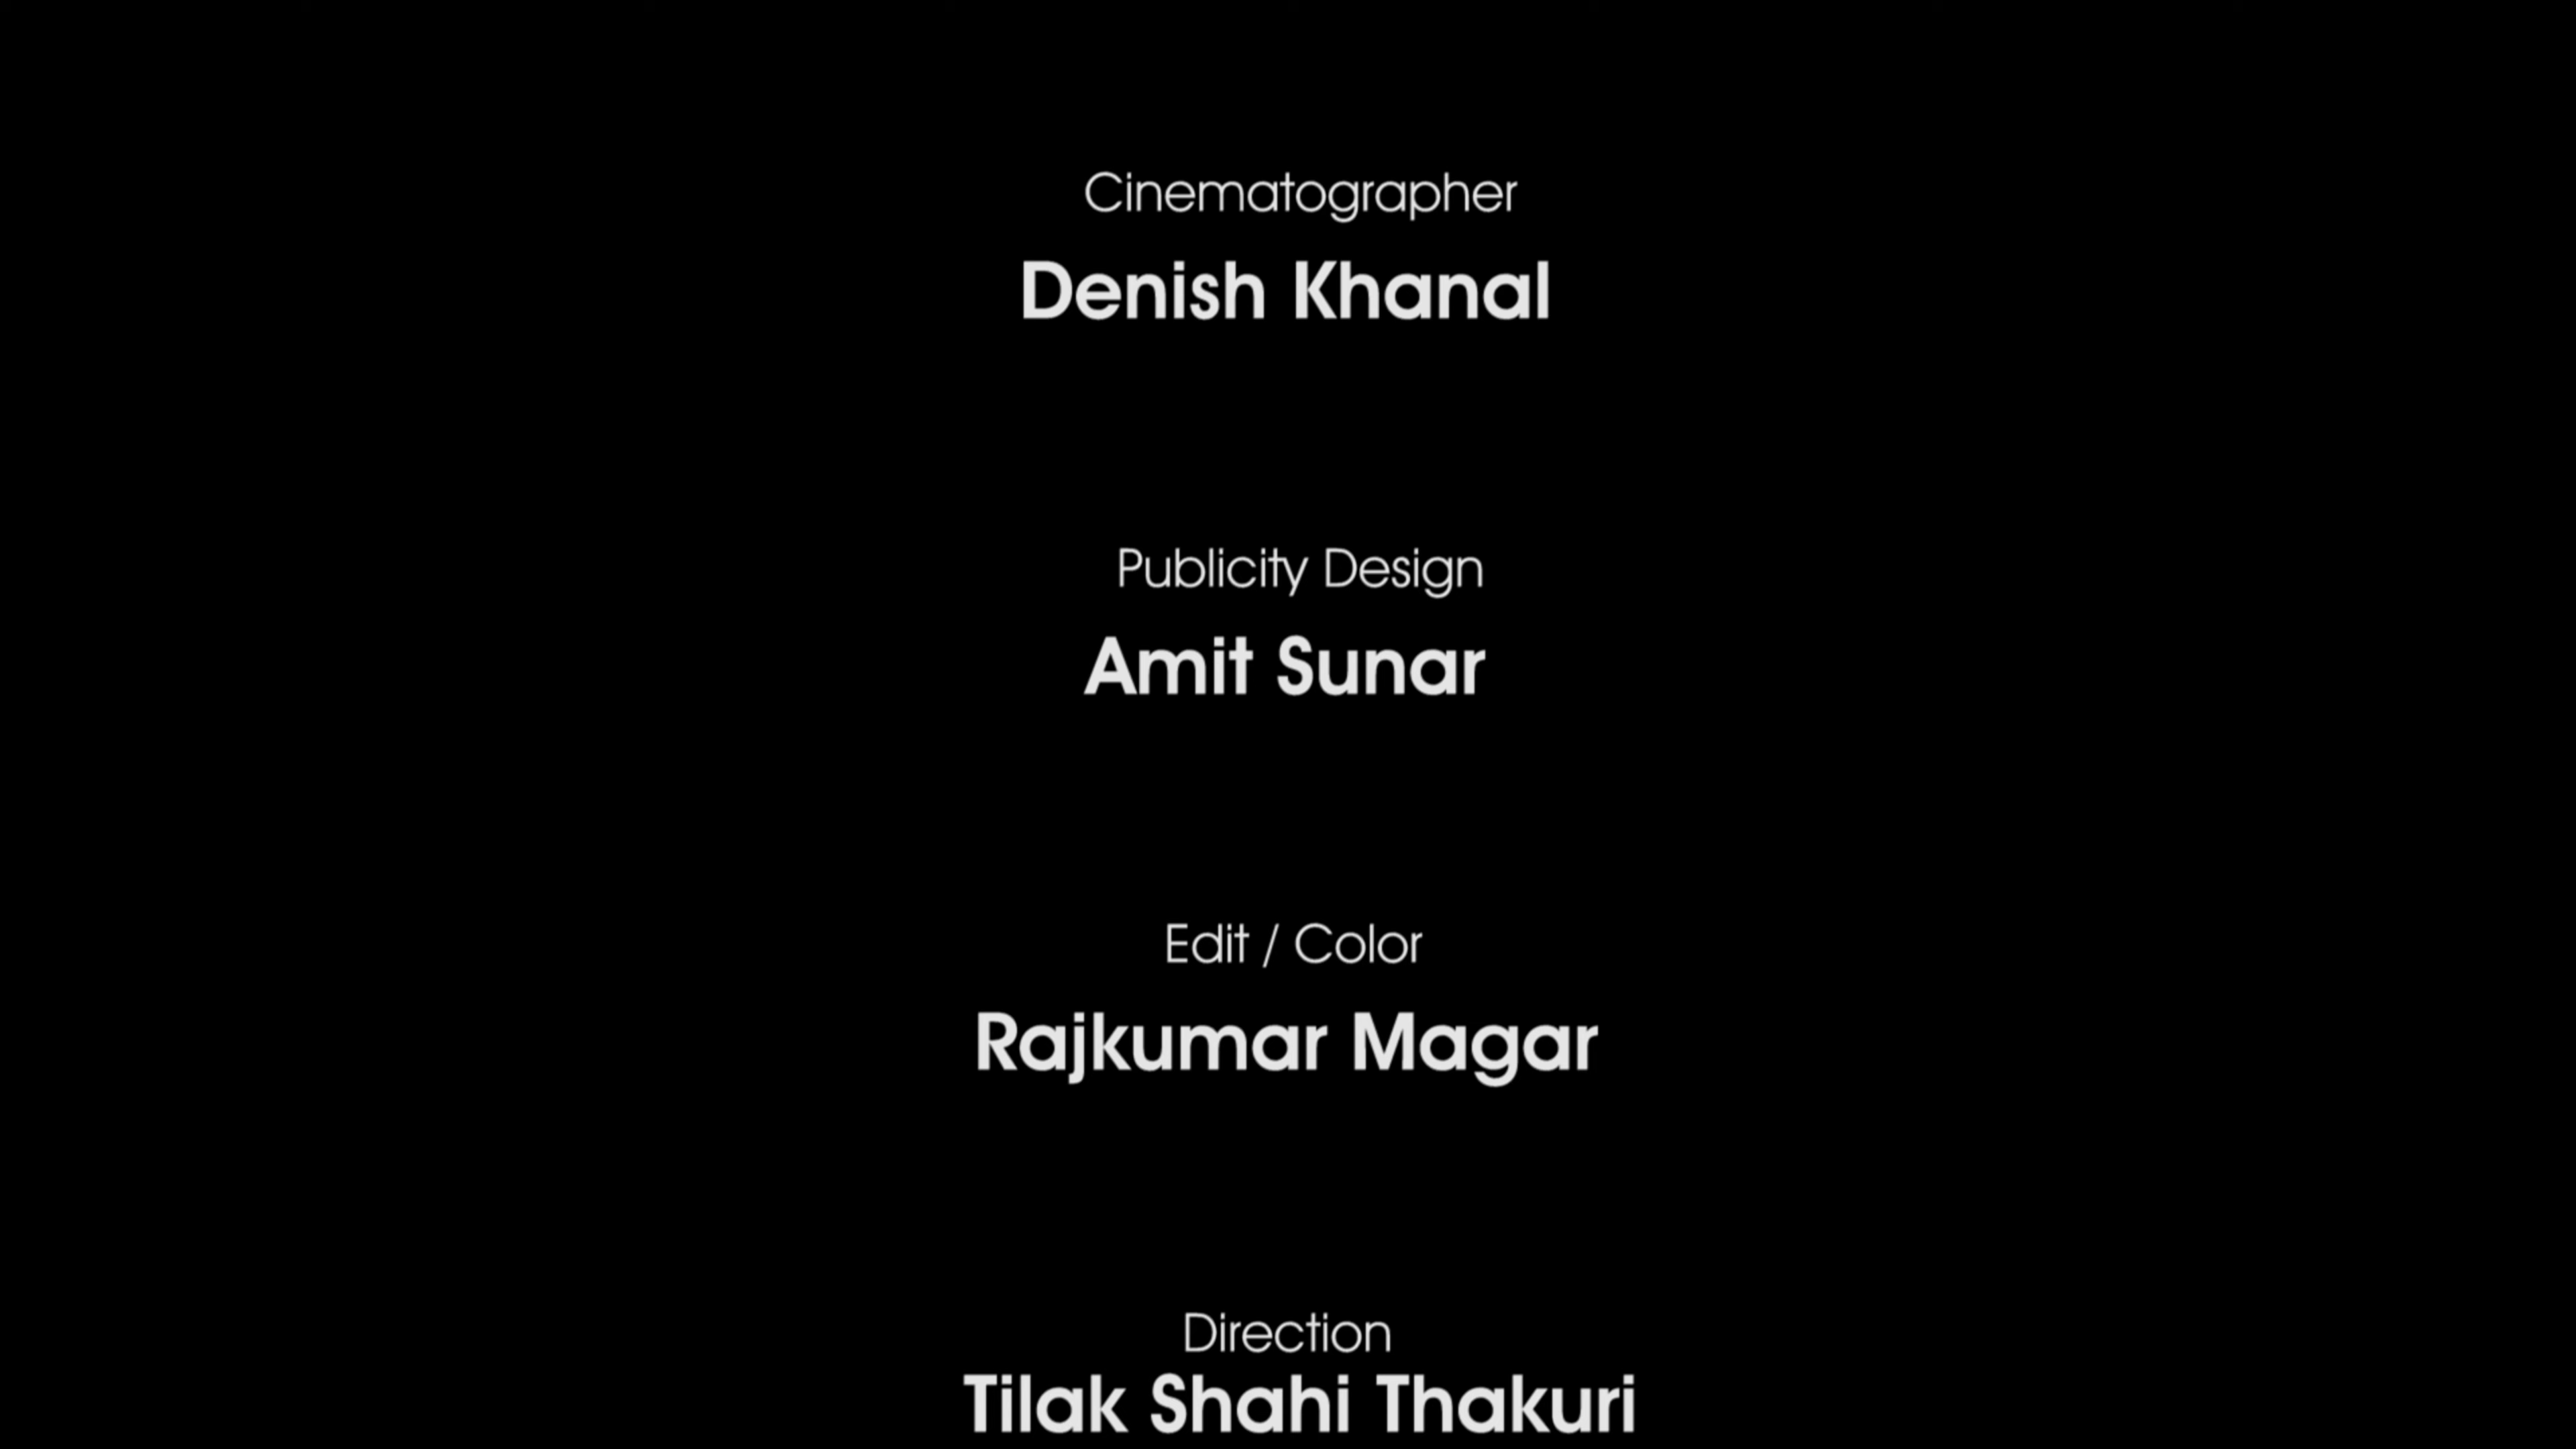 Cinematographer
Denish Khanal
Publicity Design
Amit Sunar
Edit / Color
Rajkumar Magar
Direction
Tilak Shahi Thakuri